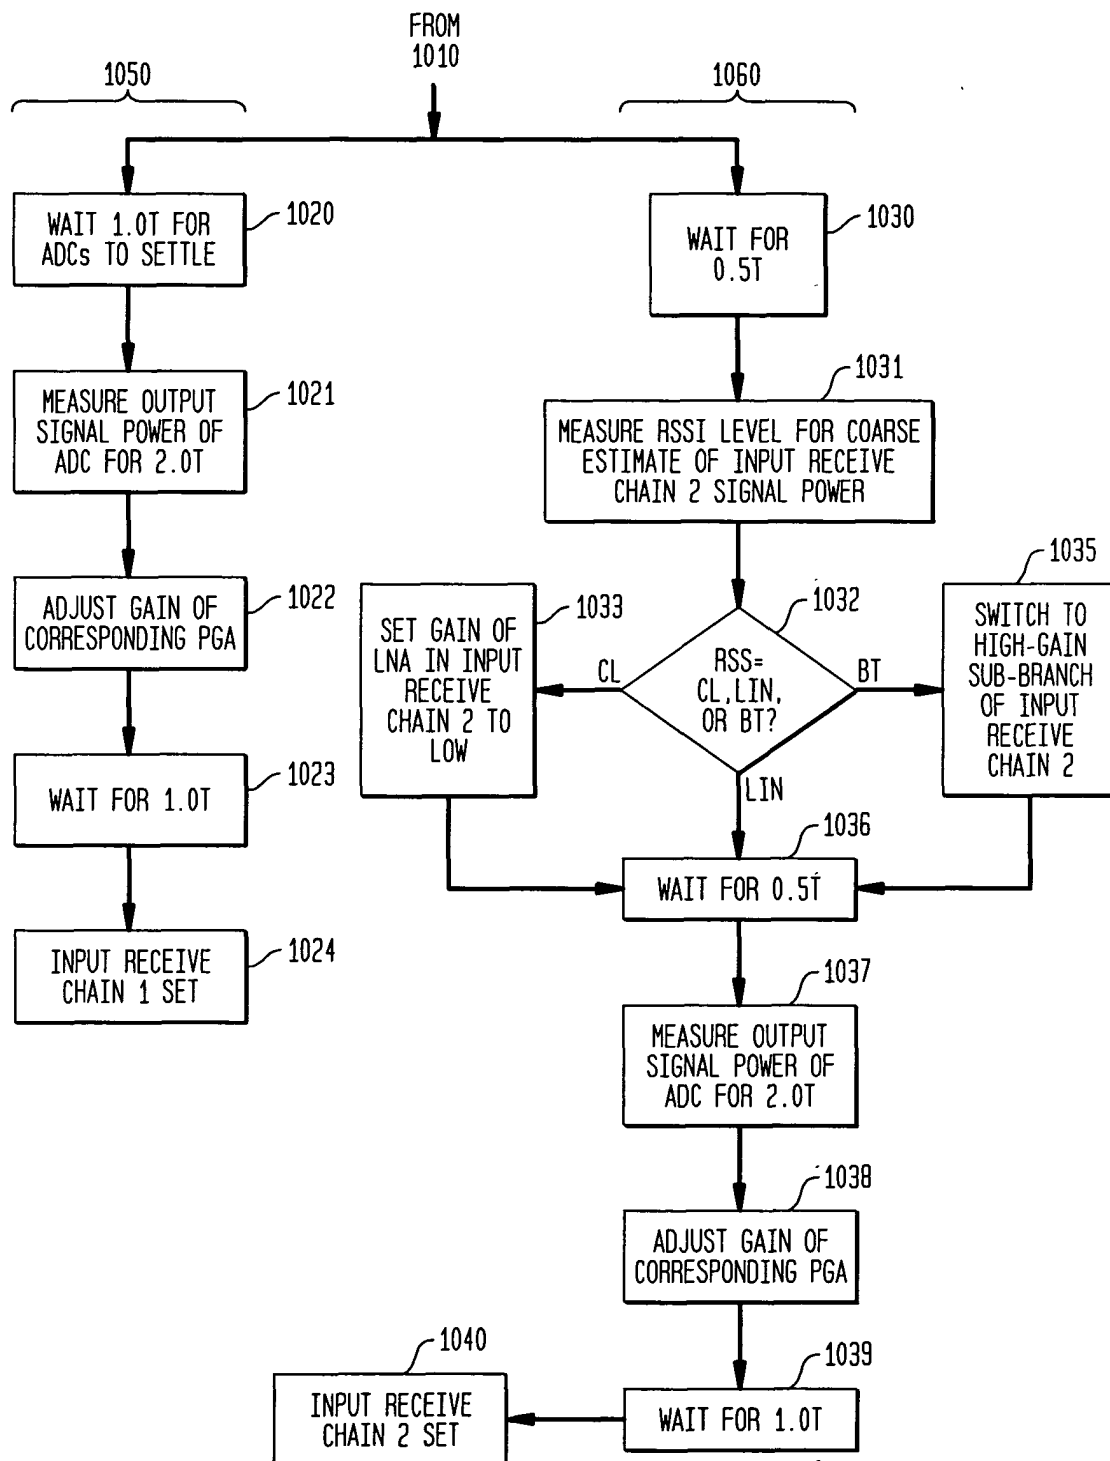 FROM
1010
1050
1060
WAIT 1.0T FOR
ADCs TO SETTLE
1020
MEASURE OUTPUT
SIGNAL POWER OF
ADC FOR 2.0T
1021
ADJUST GAIN OF
CORRESPONDING PGA
1022
WAIT FOR 1.0T
1023
INPUT RECEIVE
CHAIN 1 SET
1024
WAIT FOR
0.5T
1030
MEASURE RSSI LEVEL FOR COARSE
ESTIMATE OF INPUT RECEIVE
CHAIN 2 SIGNAL POWER
1031
RSS=
CL,LIN,
OR BT?
1032
CL
BT
LIN
SET GAIN OF
LNA IN INPUT
RECEIVE
CHAIN 2 TO
LOW
1033
SWITCH TO
HIGH-GAIN
SUB-BRANCH
OF INPUT
RECEIVE
CHAIN 2
1035
WAIT FOR 0.5T
1036
MEASURE OUTPUT
SIGNAL POWER OF
ADC FOR 2.0T
1037
ADJUST GAIN OF
CORRESPONDING PGA
1038
WAIT FOR 1.0T
1039
INPUT RECEIVE
CHAIN 2 SET
1040